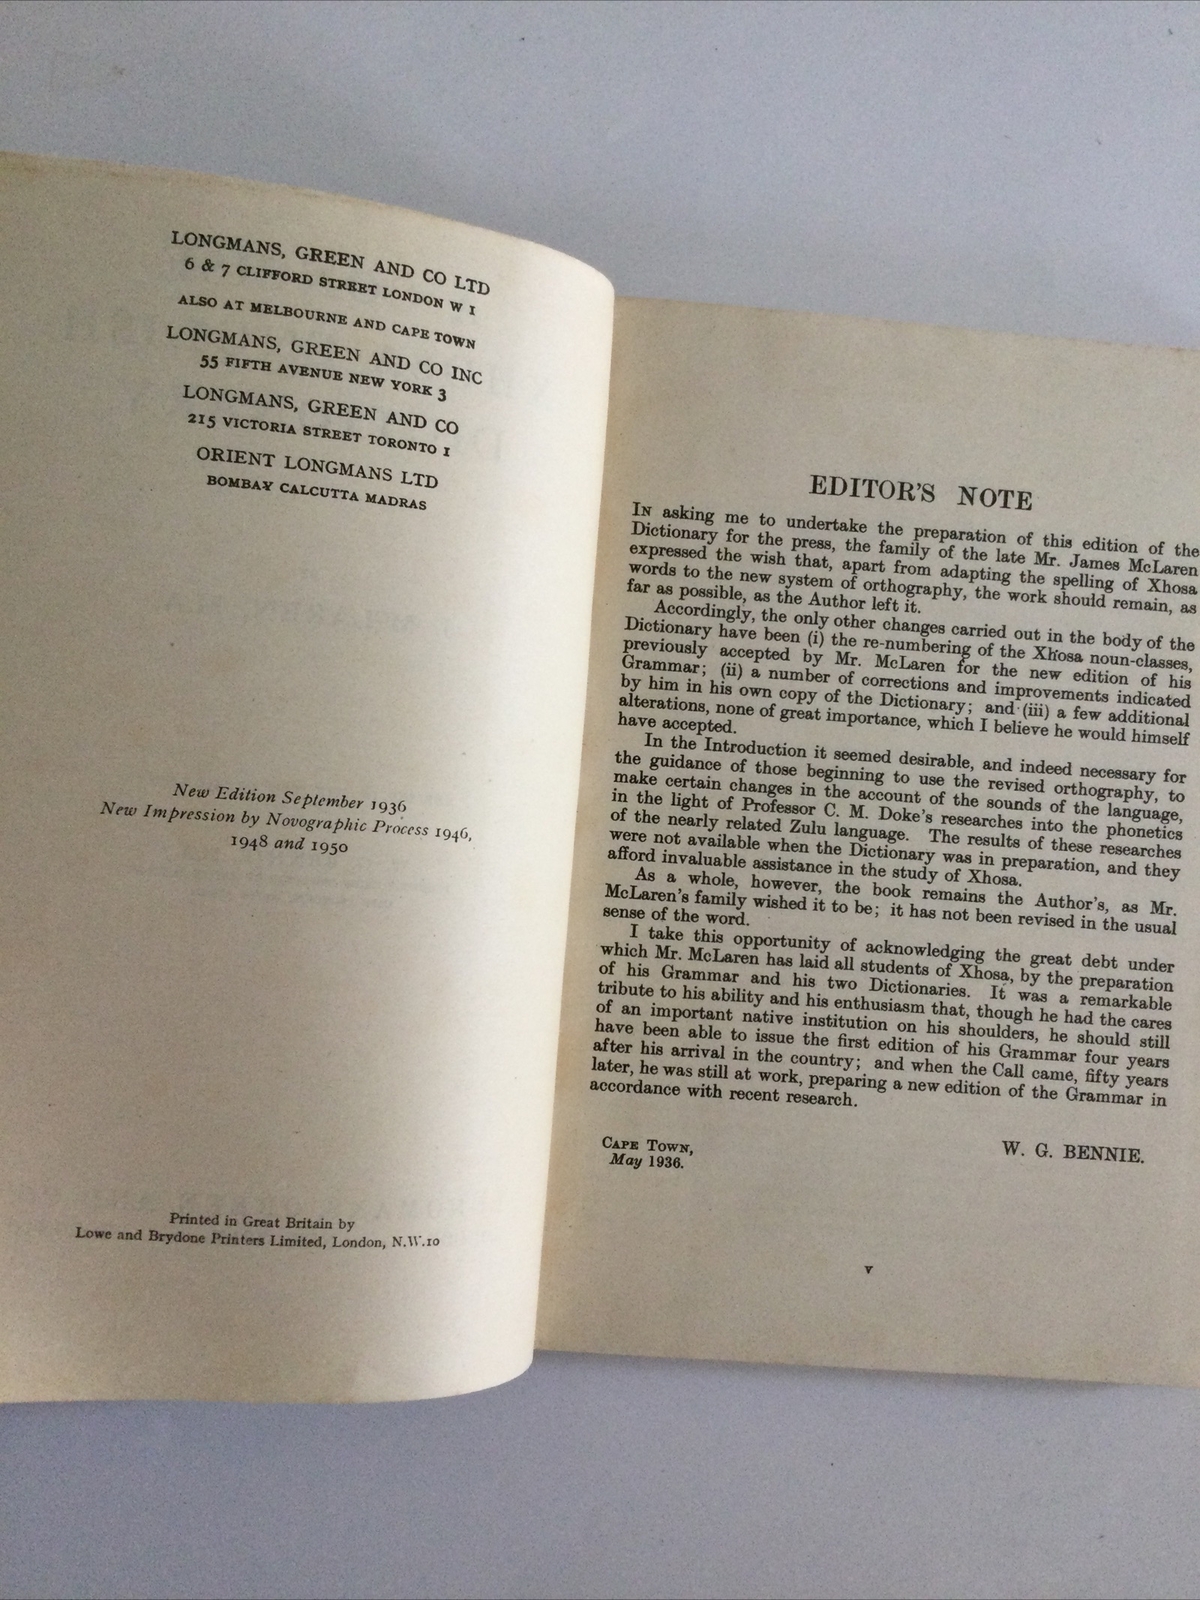 LONGMANS, GREEN AND CO LTD
6 & 7 CLIFFORD STREET LONDON W 1
ALSO AT MELBOURNE AND CAPE TOWN
LONGMANS, GREEN AND CO INC
55 FIFTH AVENUE NEW YORK 3
LONGMANS, GREEN AND CO
215 VICTORIA STREET TORONTO 1
ORIENT LONGMANS LTD
BOMBAY CALCUTTA MADRAS
New Edition September 1936
New Impression by Novographic Process 1946,
1948 and 1950
Printed in Great Britain by
Lowe and Brydone Printers Limited, London, N.W.10
EDITOR'S NOTE
IN asking me to undertake the preparation of this edition of the
Dictionary for the press, the family of the late Mr. James McLaren
expressed the wish that, apart from adapting the spelling of Xhosa
words to the new system of orthography, the work should remain, as
far as possible, as the Author left it.
Accordingly, the only other changes carried out in the body of the
Dictionary have been (i) the re-numbering of the Xhosa noun-classes,
previously accepted by Mr. McLaren for the new edition of his
Grammar; (ii) a number of corrections and improvements indicated
by him in his own copy of the Dictionary; and (iii) a few additional
alterations, none of great importance, which I believe he would himself
have accepted.
In the Introduction it seemed desirable, and indeed necessary for
the guidance of those beginning to use the revised orthography, to
make certain changes in the account of the sounds of the language,
in the light of Professor C. M. Doke's researches into the phonetics
of the nearly related Zulu language. The results of these researches
were not available when the Dictionary was in preparation, and they
afford invaluable assistance in the study of Xhosa.
As a whole, however, the book remains the Author's, as Mr.
McLaren's family wished it to be; it has not been revised in the usual
sense of the word.
I take this opportunity of acknowledging the great debt under
which Mr. McLaren has laid all students of Xhosa, by the preparation
of his Grammar and his two Dictionaries. It was a remarkable
tribute to his ability and his enthusiasm that, though he had the cares
of an important native institution on his shoulders, he should still
have been able to issue the first edition of his Grammar four years
after his arrival in the country; and when the Call came, fifty years
later, he was still at work, preparing a new edition of the Grammar in
accordance with recent research.
CAPE TOWN,
May 1936.
W. G. BENNIE.
v